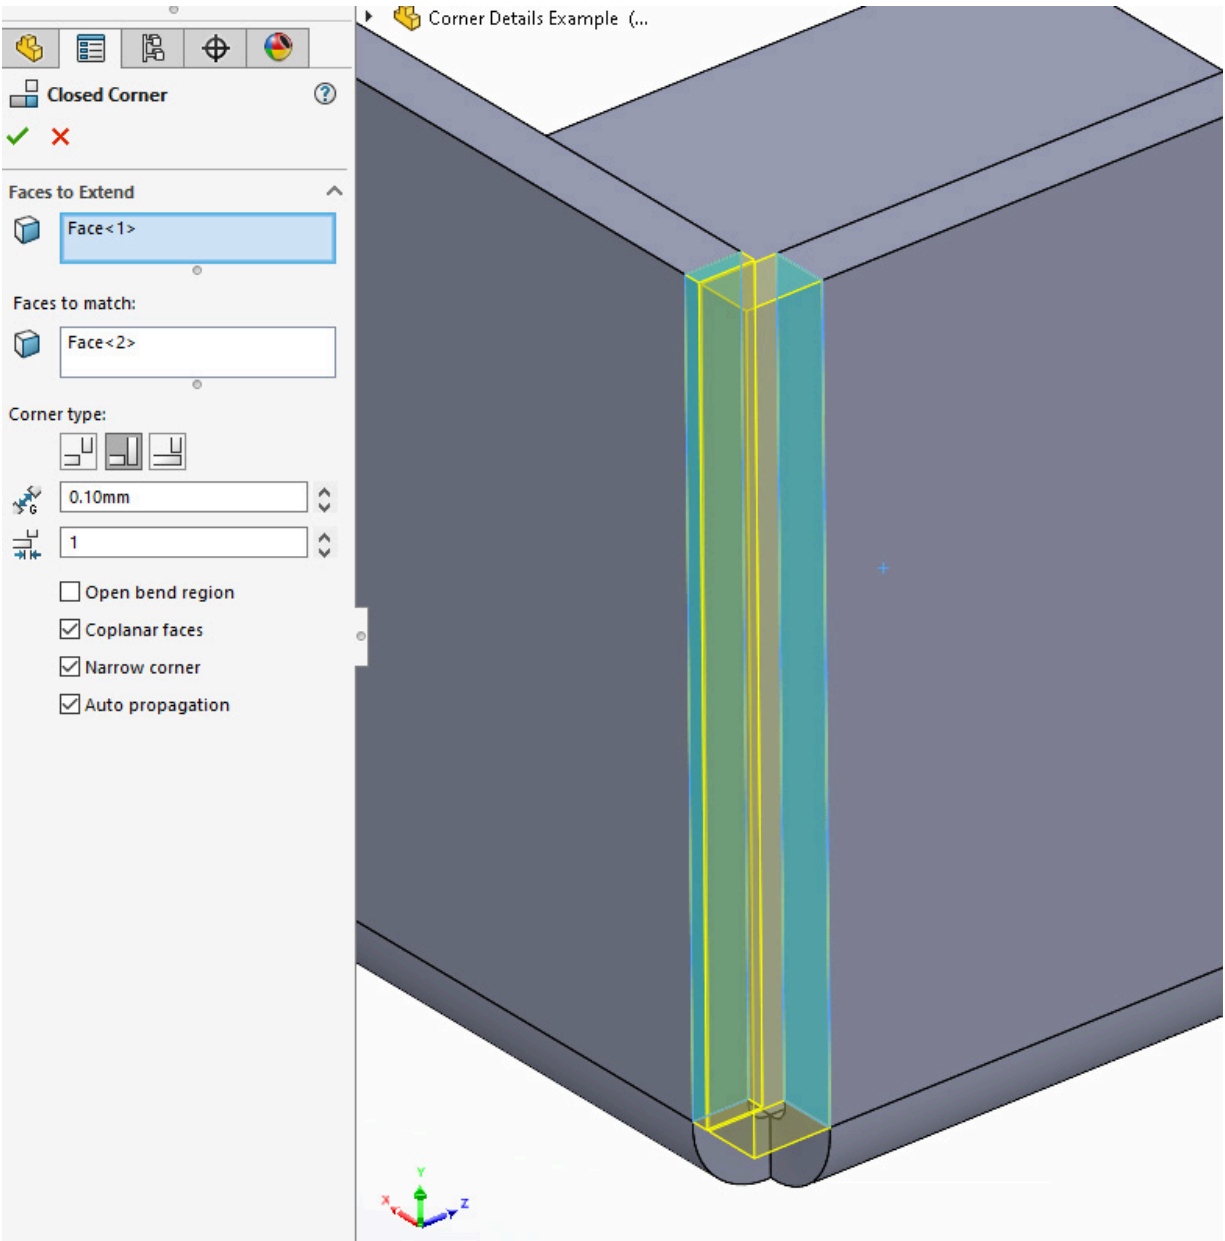 Corner Details Example (...
Closed Corner
?
Faces to Extend
Face<1>
Faces to match:
Face<2>
Corner type:
G
0.10mm
1
Open bend region
Coplanar faces
Narrow corner
Auto propagation
Y
X
Z